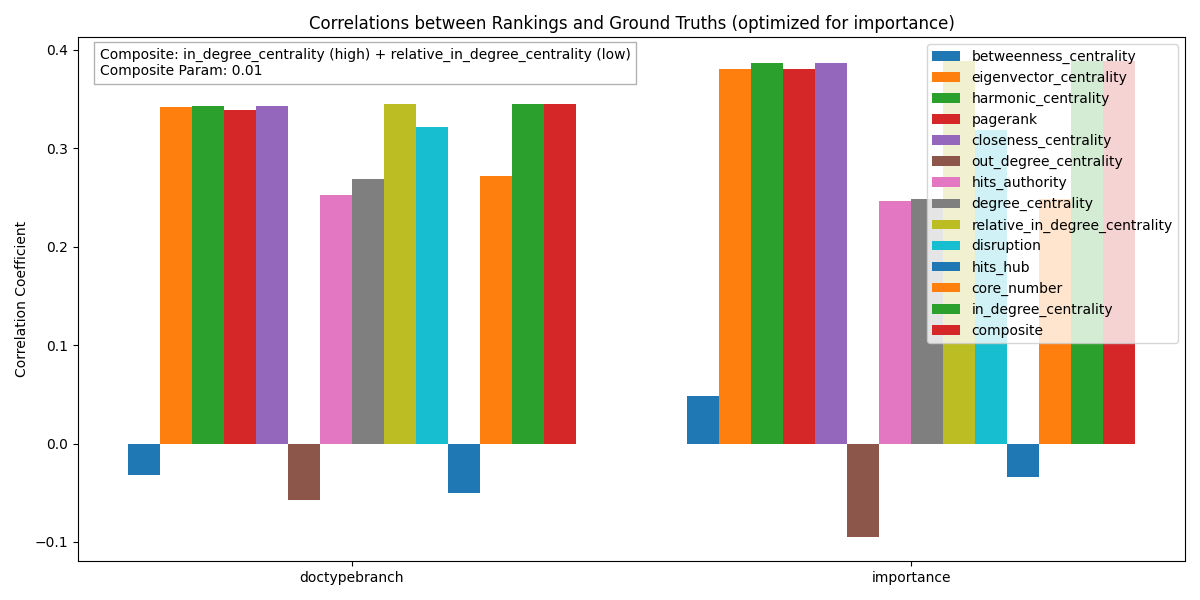 Correlations between Rankings and Ground Truths (optimized for importance)
Composite: in_degree_centrality (high) + relative_in_degree_centrality (low)
Composite Param: 0.01
betweenness_centrality
eigenvector_centrality
harmonic_centrality
pagerank
closeness_centrality
out_degree_centrality
hits_authority
degree_centrality
relative_in_degree_centrality
disruption
hits_hub
core_number
in_degree_centrality
composite
Correlation Coefficient
0.4
0.3
0.2
0.1
0.0
−0.1
doctypebranch
importance